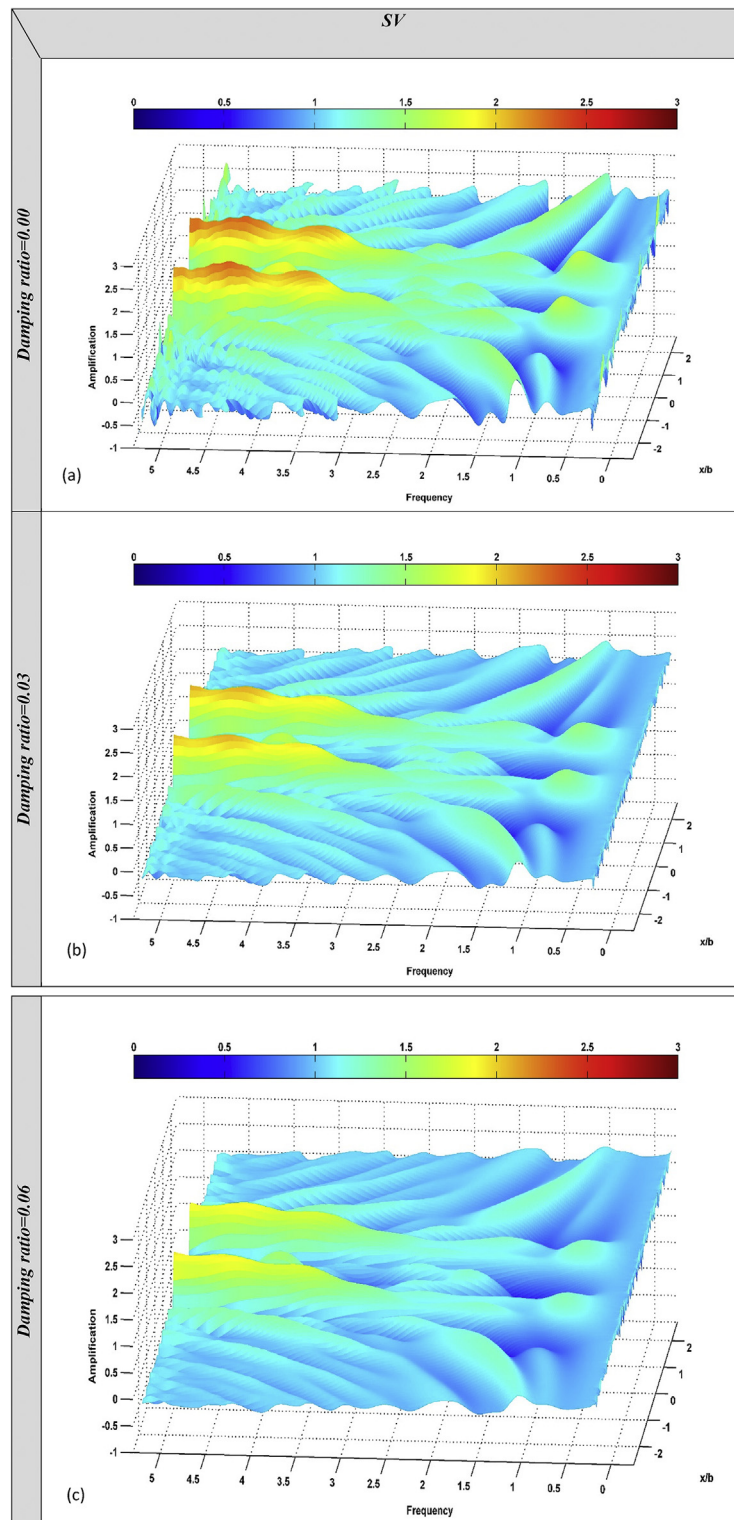 SV
Damping ratio=0.00
0 0.5 1 1.5 2 2.5 3
3
2.5
2
1.5
1
0.5
0
-0.5
-1
Amplification
5 4.5 4 3.5 3 2.5 2 1.5 1 0.5 0
Frequency
2
1
0
-1
-2
x/b
(a)
Damping ratio=0.03
0 0.5 1 1.5 2 2.5 3
3
2.5
2
1.5
1
0.5
0
-0.5
-1
Amplification
5 4.5 4 3.5 3 2.5 2 1.5 1 0.5 0
Frequency
2
1
0
-1
-2
x/b
(b)
Damping ratio=0.06
0 0.5 1 1.5 2 2.5 3
3
2.5
2
1.5
1
0.5
0
-0.5
-1
Amplification
5 4.5 4 3.5 3 2.5 2 1.5 1 0.5 0
Frequency
2
1
0
-1
-2
x/b
(c)